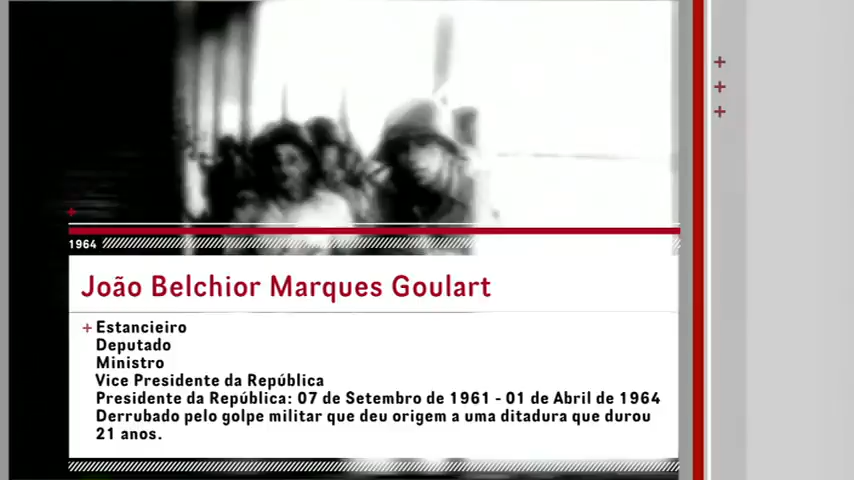 1964
João Belchior Marques Goulart
+ Estancieiro
Deputado
Ministro
Vice Presidente da República
Presidente da República: 07 de Setembro de 1961 - 01 de Abril de 1964
Derrubado pelo golpe militar que deu origem a uma ditadura que durou
21 anos.